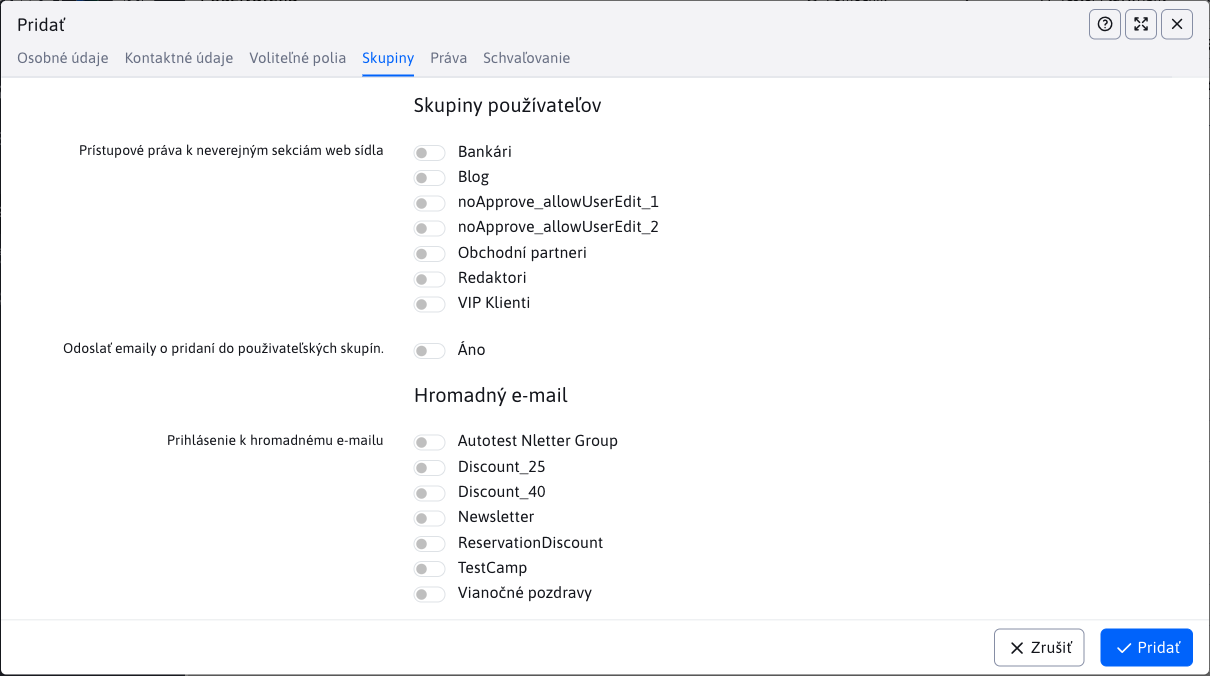 Pridať
Osobné údaje Kontaktné údaje Voliteľné polia Skupiny Práva Schvaľovanie
Skupiny používateľov
Prístupové práva k neverejným sekciám web sídla
Bankári
Blog
noApprove_allowUserEdit_1
noApprove_allowUserEdit_2
Obchodní partneri
Redaktori
VIP Klienti
Odoslať emaily o pridaní do použivateľských skupín.
Áno
Hromadný e-mail
Prihlásenie k hromadnému e-mailu
Autotest Nletter Group
Discount_25
Discount_40
Newsletter
ReservationDiscount
TestCamp
Vianočné pozdravy
Zrušiť Pridať